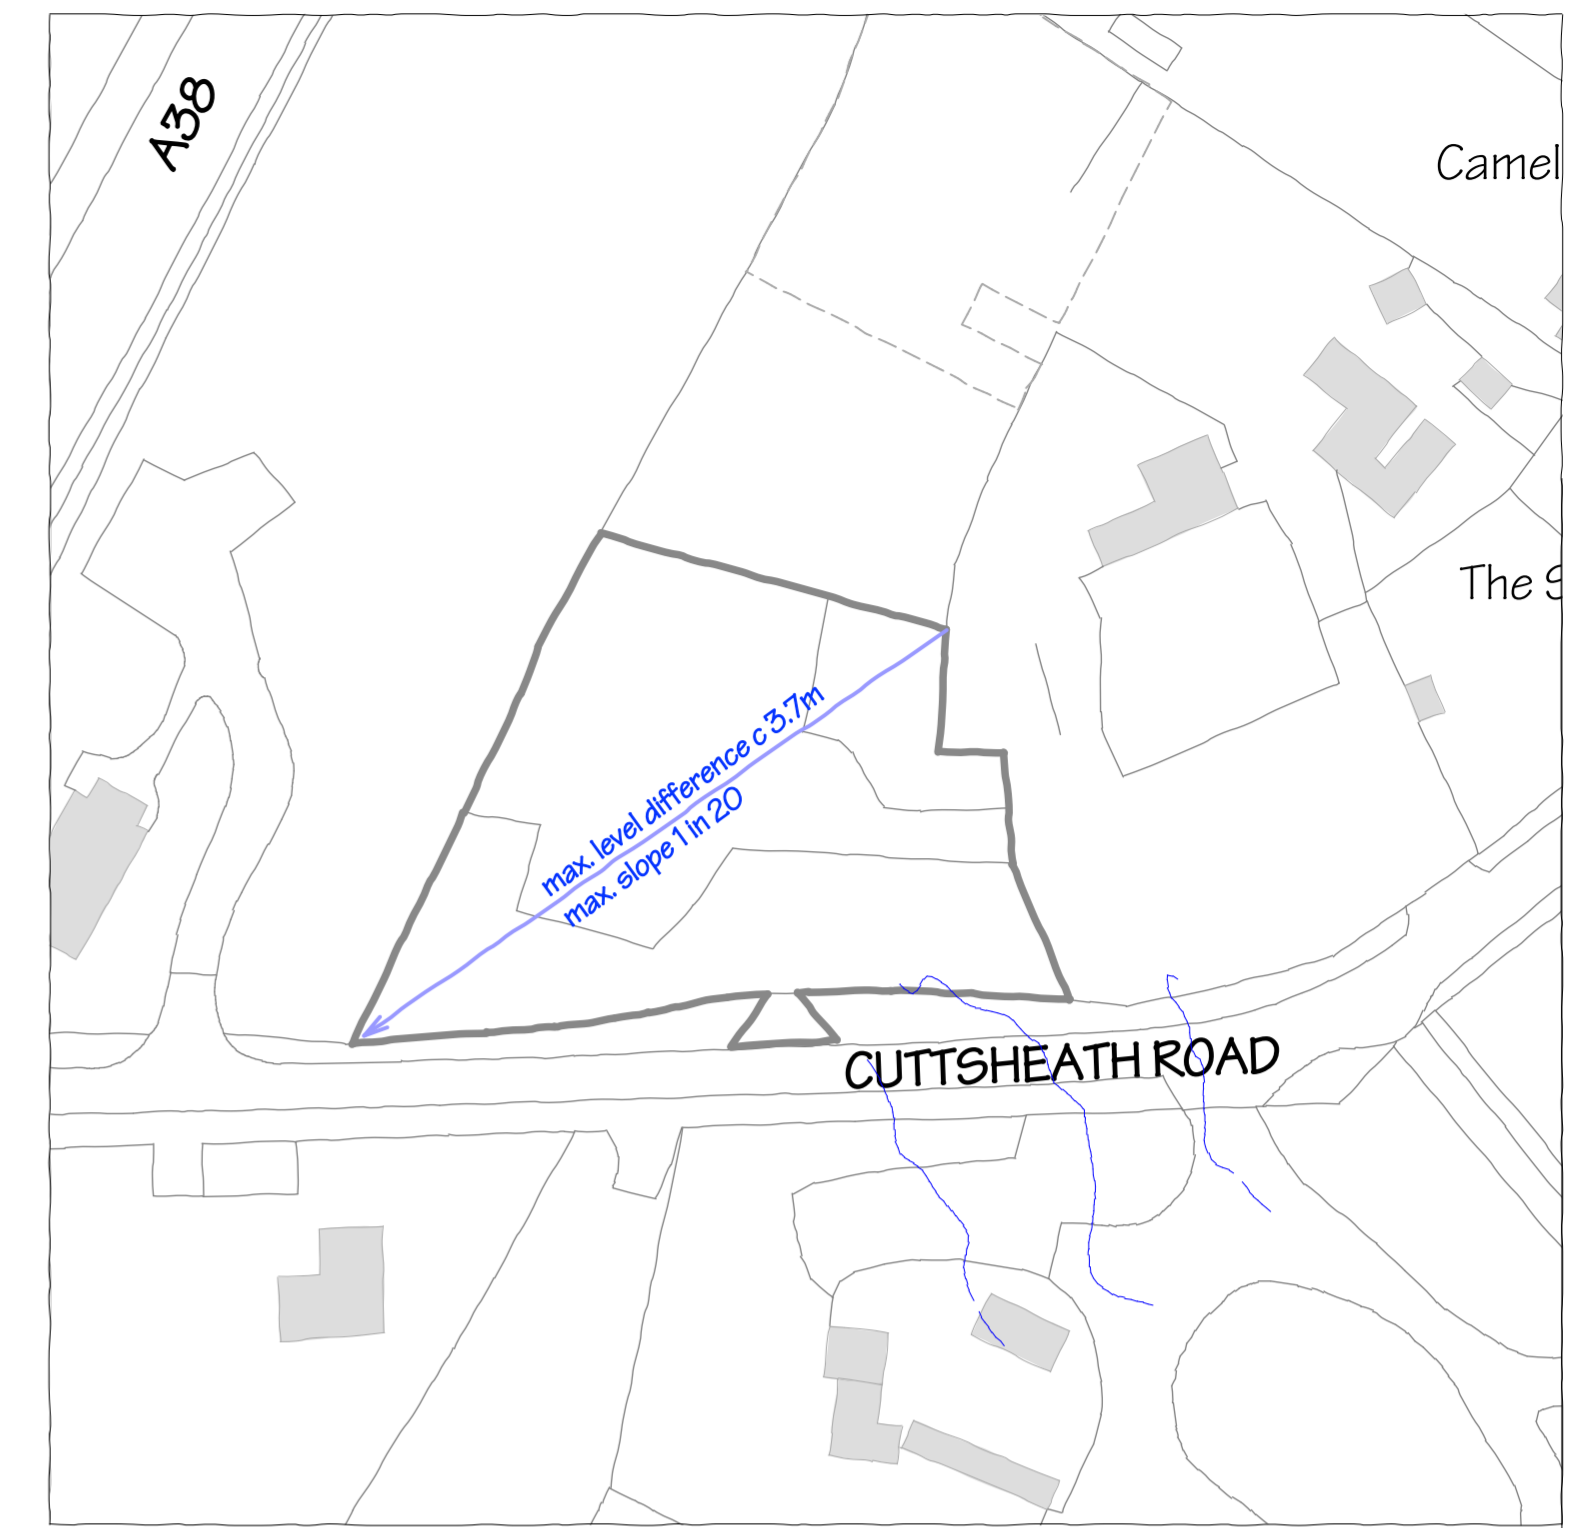 A38
Camel
The S
max. level difference c 3.7m
max. slope 1 in 20
CUTTSHEATH ROAD